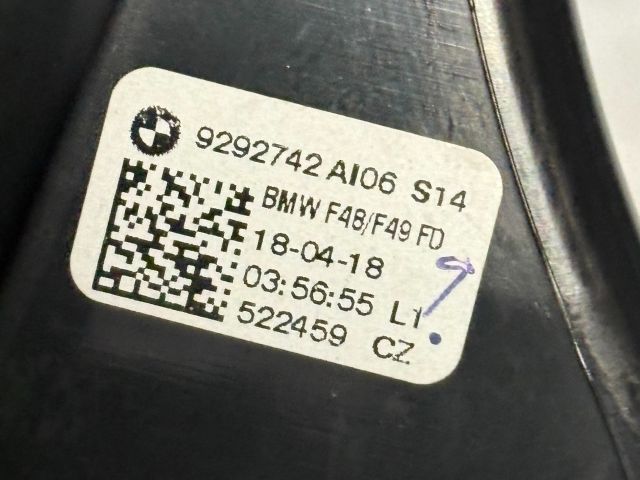 9292742 AI06 S14
BMW F48/F49 FD
18-04-18
03:56:55 L1
522459 CZ